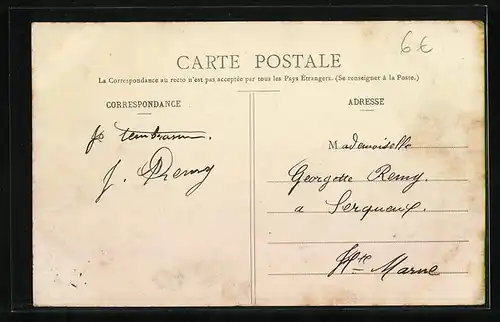 6€
CARTE POSTALE
La Correspondance au recto n'est pas acceptée par tous les Pays Étrangers. (Se renseigner à la Poste.)
CORRESPONDANCE
ADRESSE
Je tembrasse.
J. Remy
Mademoiselle
Georgette Remy.
a Serqueux.
Hte Marne